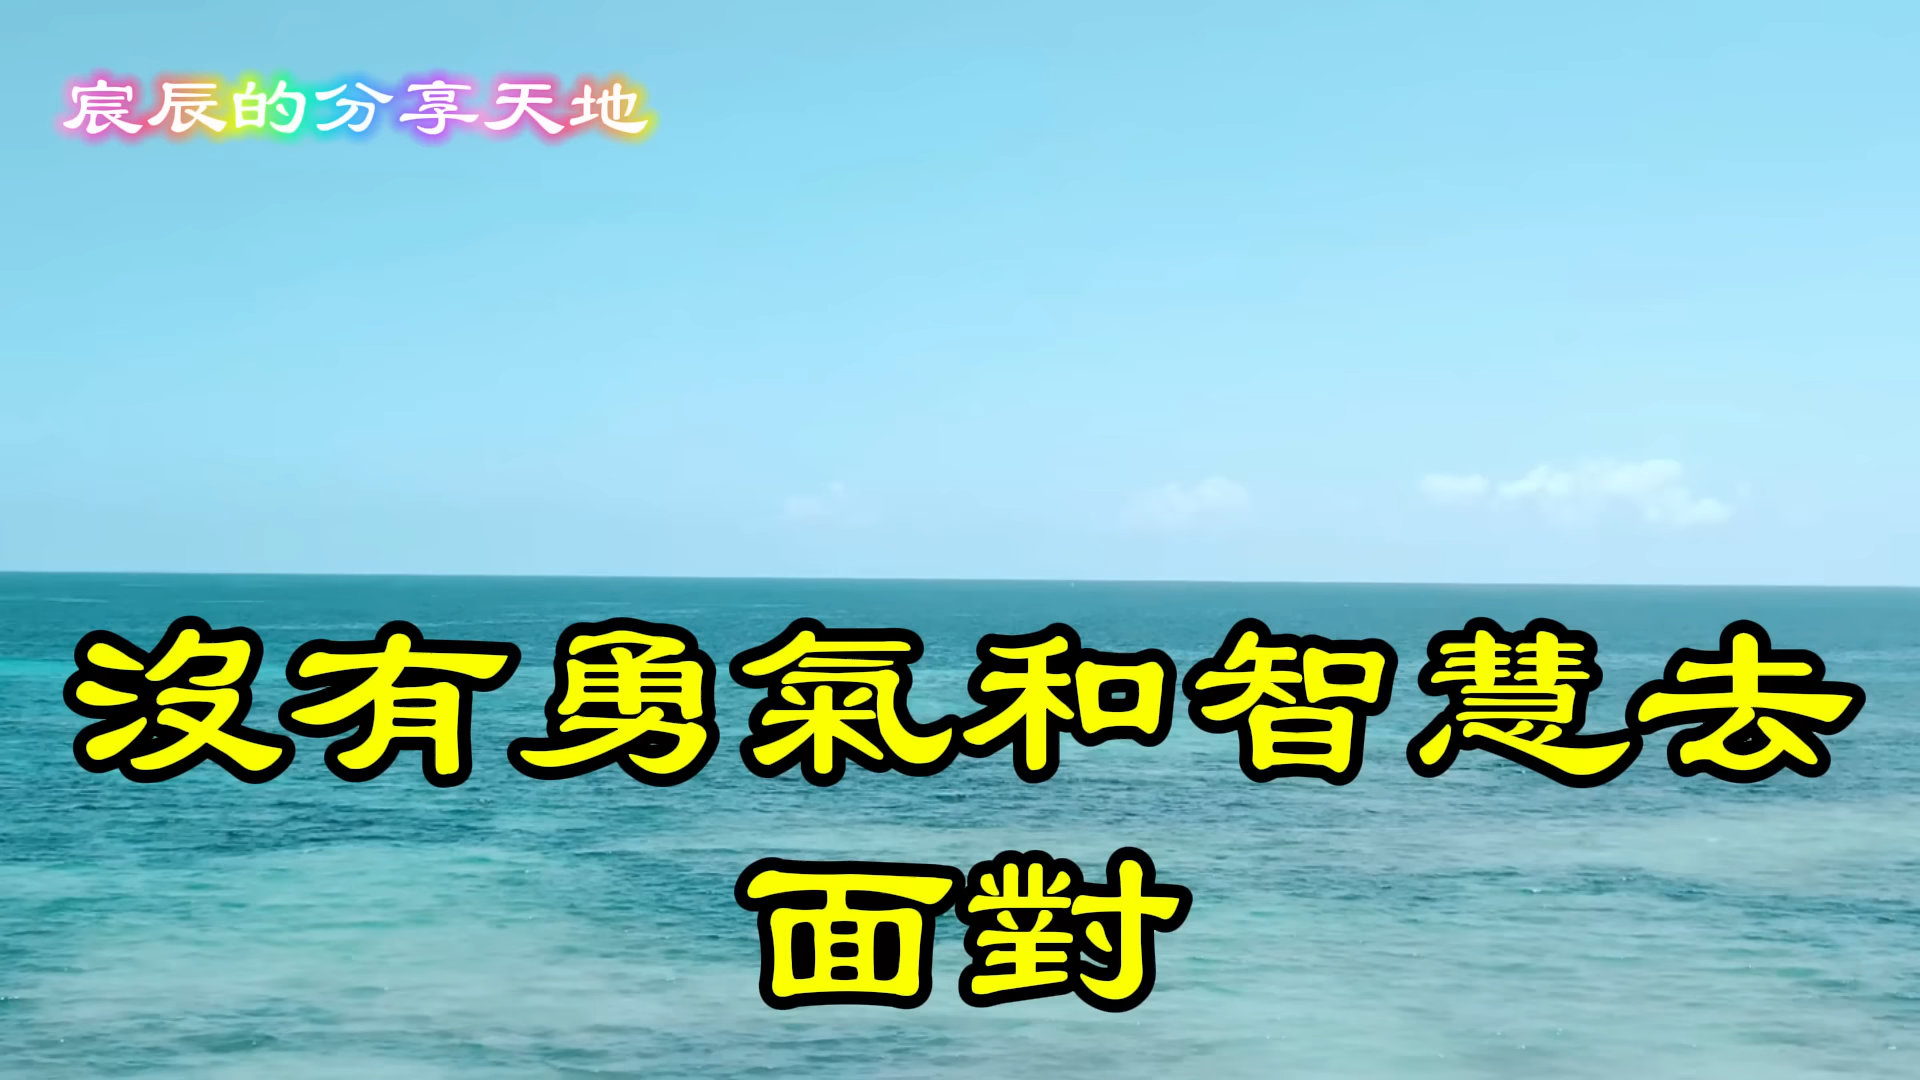 宸辰的分享天地
沒有勇氣和智慧去
面對